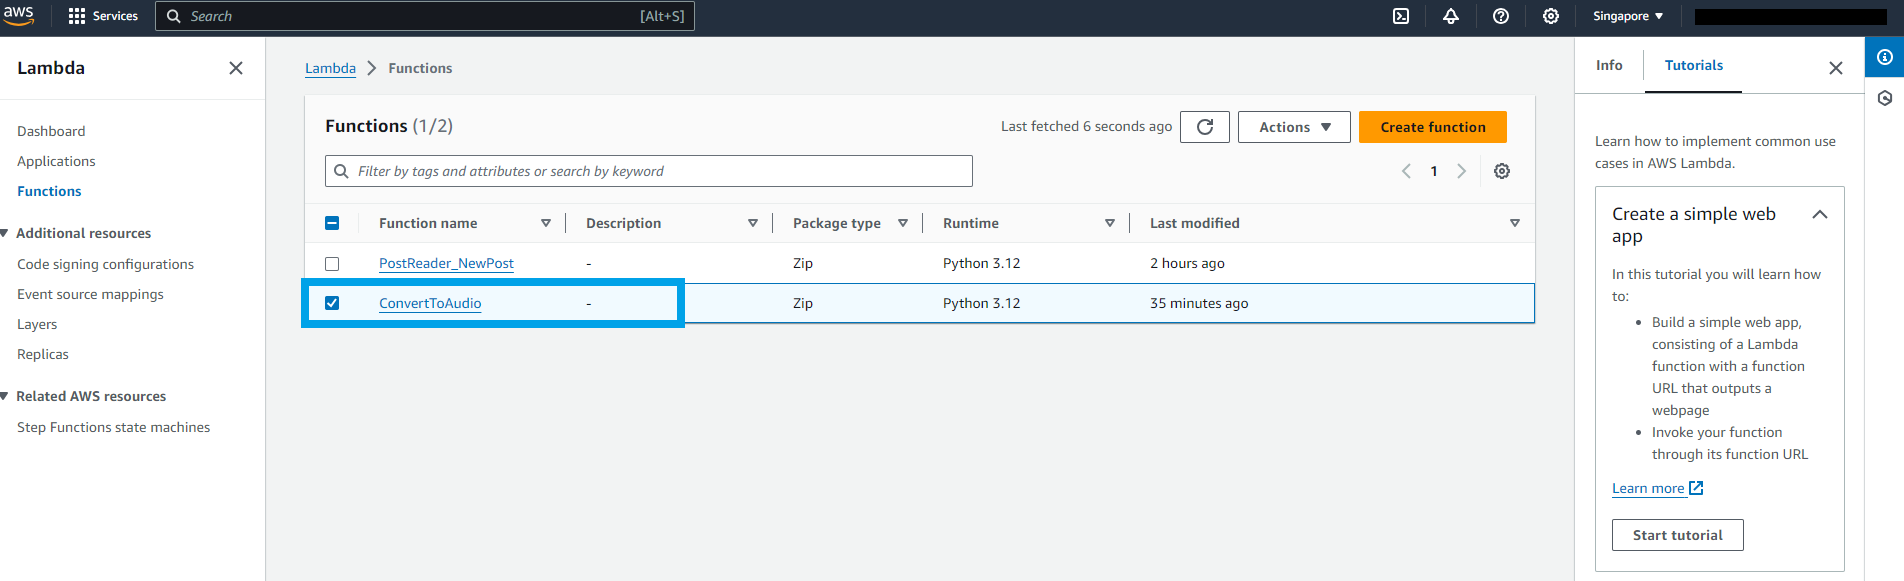 aws
Services
Search
[Alt+S]
Singapore
Lambda
Dashboard
Applications
Functions
Additional resources
Code signing configurations
Event source mappings
Layers
Replicas
Related AWS resources
Step Functions state machines
Lambda > Functions
Functions (1/2)
Last fetched 6 seconds ago
Actions
Create function
Filter by tags and attributes or search by keyword
1
Function name Description Package type Runtime Last modified
PostReader_NewPost - Zip Python 3.12 2 hours ago
ConvertToAudio - Zip Python 3.12 35 minutes ago
Info
Tutorials
Learn how to implement common use
cases in AWS Lambda.
Create a simple web
app
In this tutorial you will learn how
to:
• Build a simple web app,
consisting of a Lambda
function with a function
URL that outputs a
webpage
• Invoke your function
through its function URL
Learn more
Start tutorial